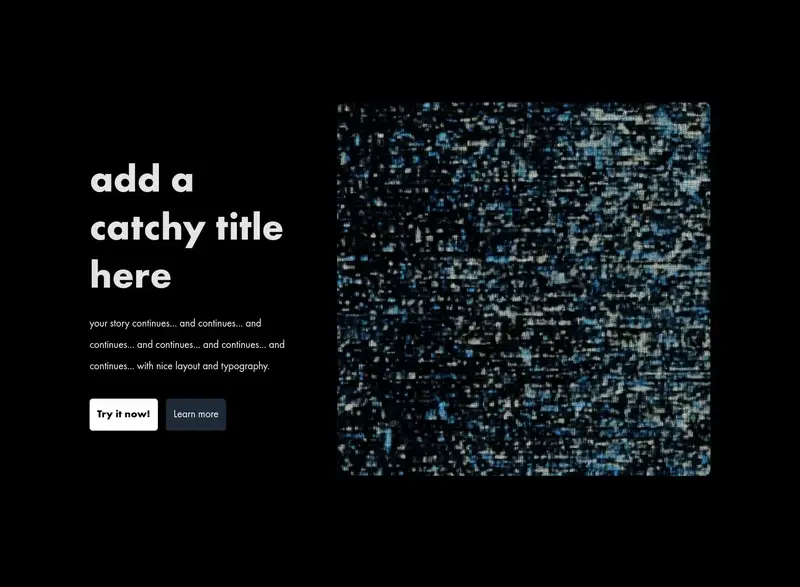 add a
catchy title
here
your story continues... and continues... and
continues... and continues... and continues... and
continues... with nice layout and typography.
Try it now! Learn more